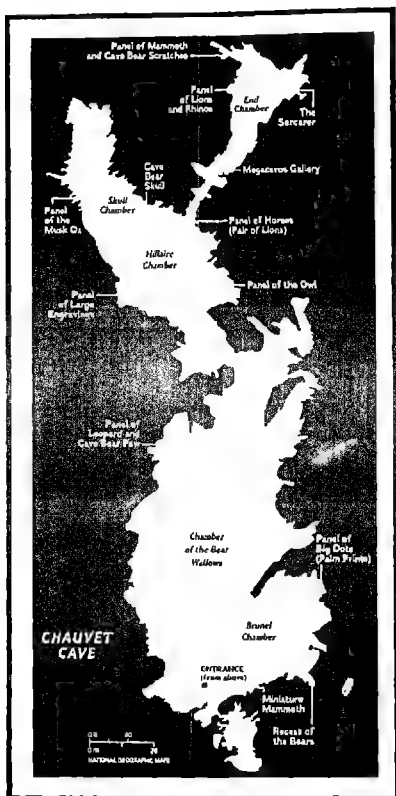 Panel of Mammoth
and Cave Bear Scratches
Panel
of Lions
and Rhinos
End
Chamber
The
Sorcerer
Cave
Bear
Skull
Megaceros Gallery
Skull
Chamber
Panel
of the
Musk Ox
Panel of Horses
(Pair of Lions)
Hillaire
Chamber
Panel of the Owl
Panel
of Large
Engravings
Panel of
Leopard and
Cave Bear Paw
Chamber
of the Bear
Wallows
Panel of
Big Dots
(Palm Prints)
CHAUVET
CAVE
Brunel
Chamber
ENTRANCE
(from above)
Miniature
Mammoth
Recess of
the Bears
NATIONAL GEOGRAPHIC MAPS